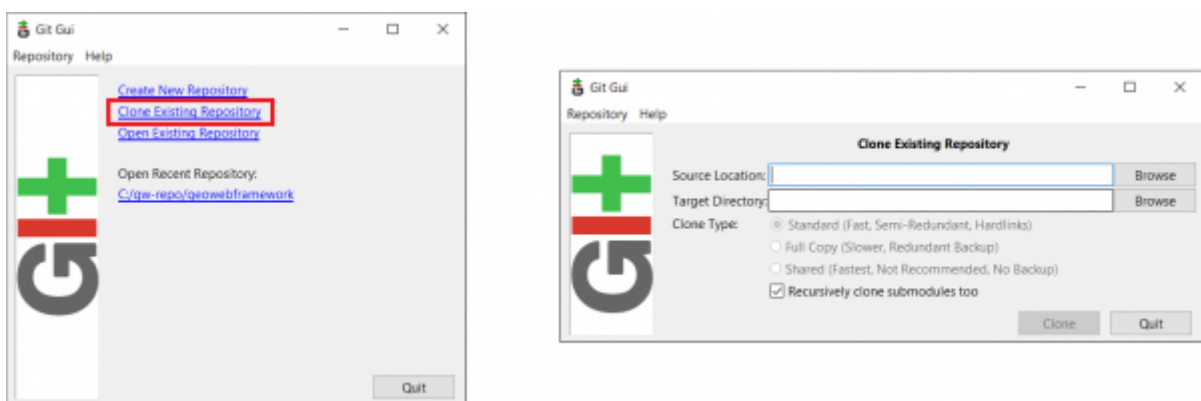 Git Gui
Repository Help
Create New Repository
Clone Existing Repository
Open Existing Repository
Open Recent Repository:
C:/gw-repo/geowebframework
GIT
Quit
Git Gui
Repository Help
Clone Existing Repository
Source Location: Browse
Target Directory: Browse
Clone Type: Standard (Fast, Semi-Redundant, Hardlinks)
Full Copy (Slower, Redundant Backup)
Shared (Fastest, Not Recommended, No Backup)
Recursively clone submodules too
GIT
Clone Quit